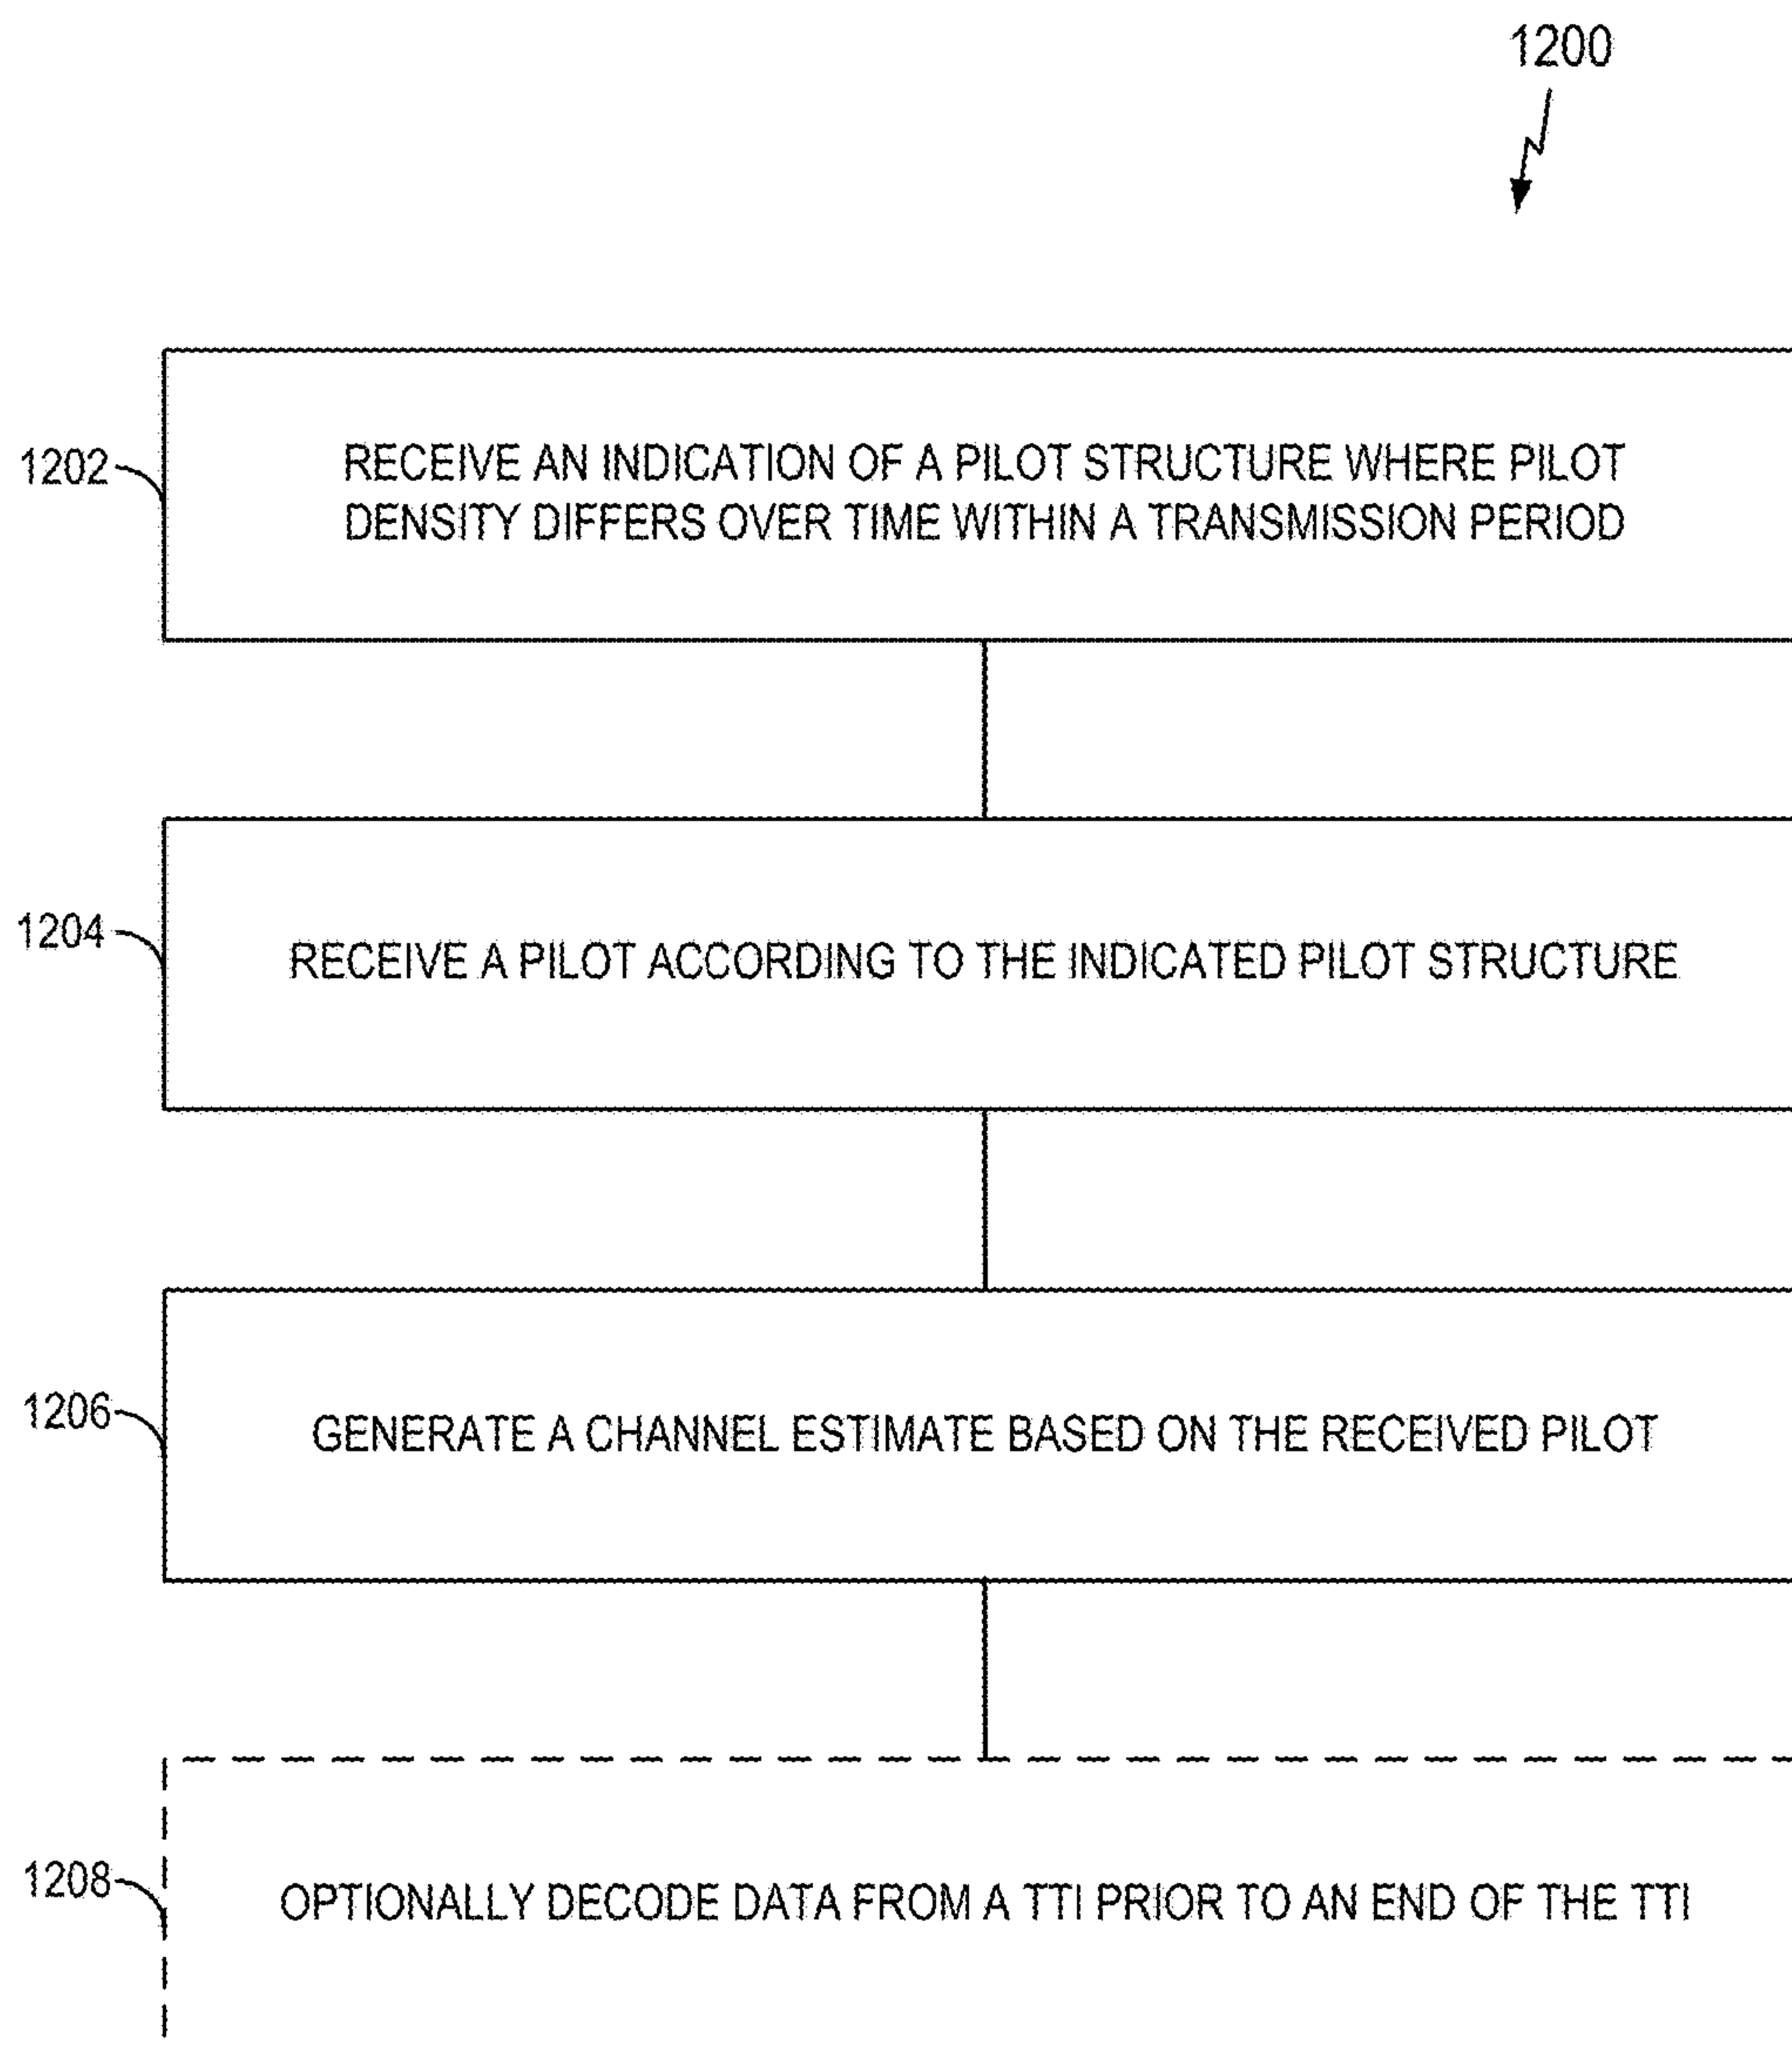 1200
1202
RECEIVE AN INDICATION OF A PILOT STRUCTURE WHERE PILOT
DENSITY DIFFERS OVER TIME WITHIN A TRANSMISSION PERIOD
1204
RECEIVE A PILOT ACCORDING TO THE INDICATED PILOT STRUCTURE
1206
GENERATE A CHANNEL ESTIMATE BASED ON THE RECEIVED PILOT
1208
OPTIONALLY DECODE DATA FROM A TTI PRIOR TO AN END OF THE TTI